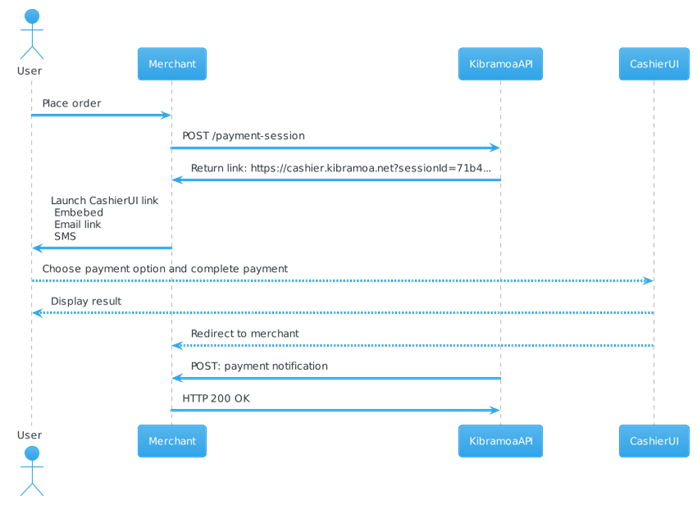 User
Merchant
KibramoaAPI
CashierUI
Place order
POST /payment-session
Return link: https://cashier.kibramoa.net?sessionId=71b4...
Launch CashierUI link
Embebed
Email link
SMS
Choose payment option and complete payment
Display result
Redirect to merchant
POST: payment notification
HTTP 200 OK
User
Merchant
KibramoaAPI
CashierUI